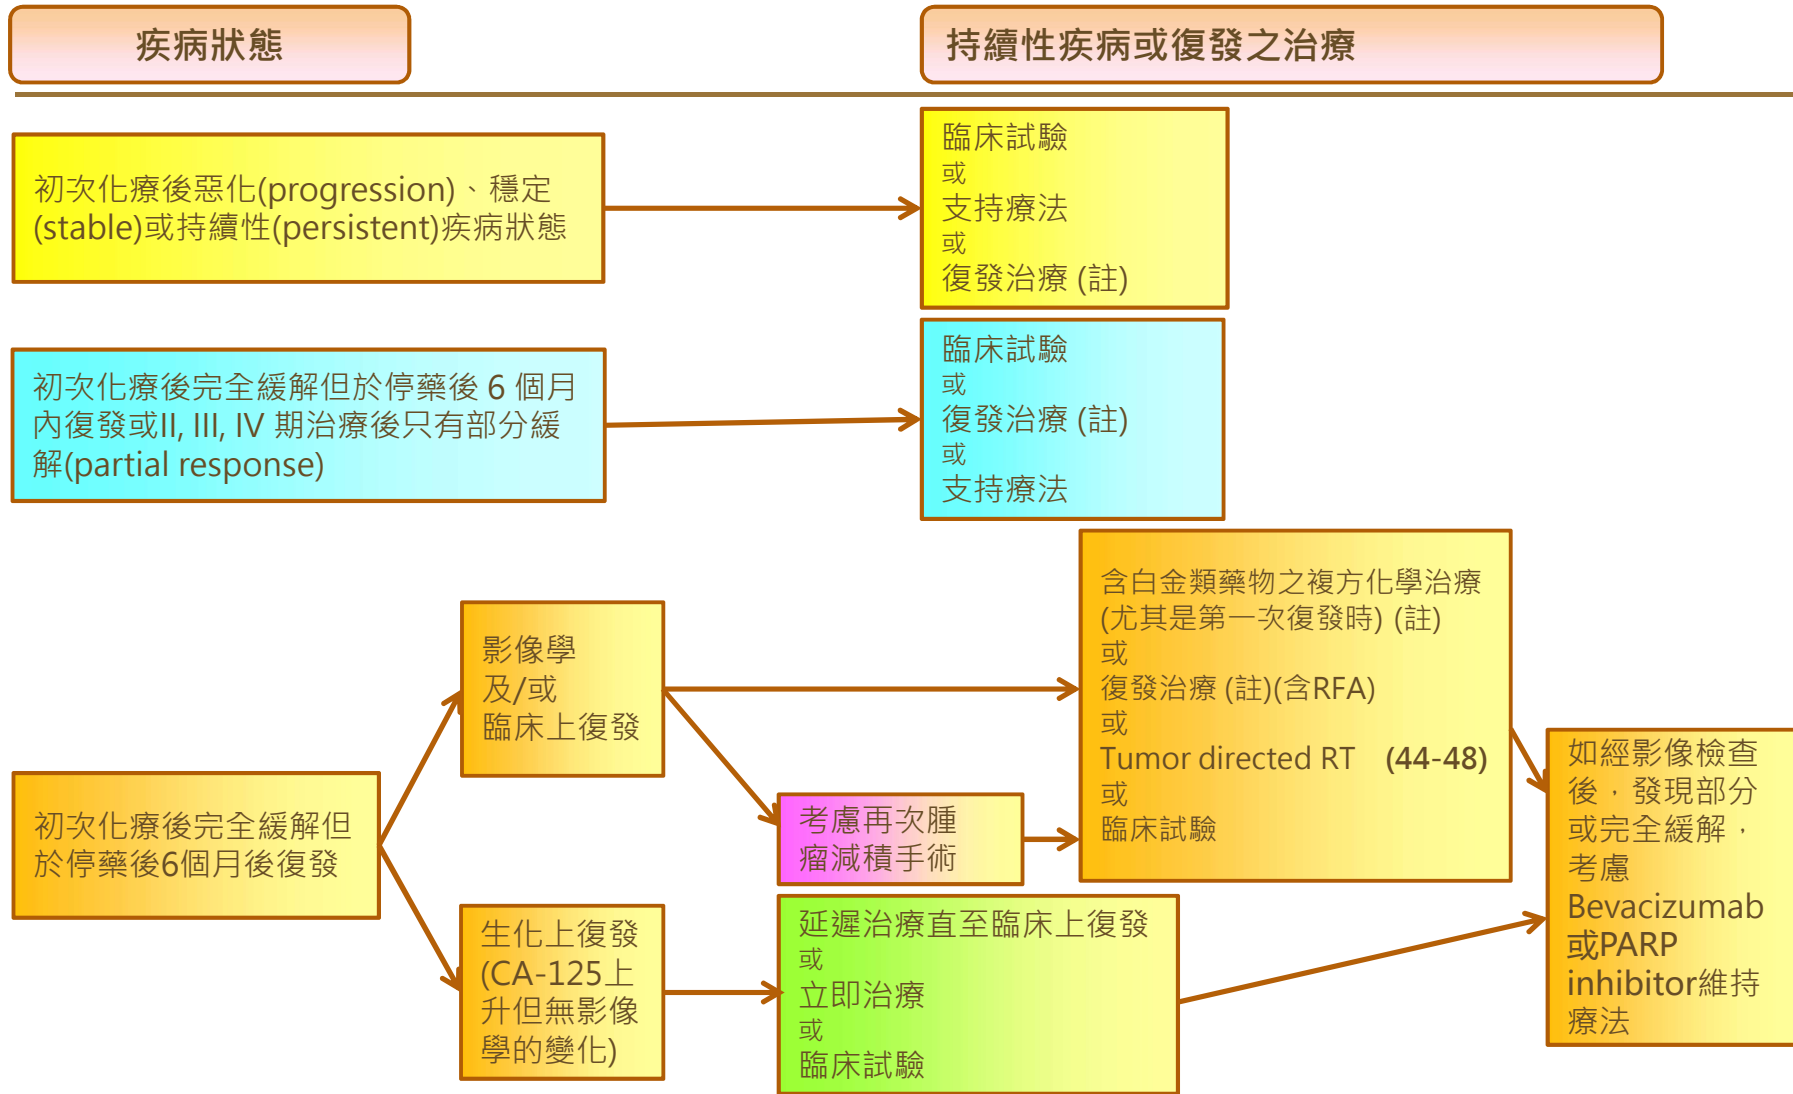 疾病狀態
持續性疾病或復發之治療
初次化療後惡化(progression)、穩定
(stable)或持續性(persistent)疾病狀態
臨床試驗
或
支持療法
或
復發治療 (註)
初次化療後完全緩解但於停藥後 6 個月
內復發或II, III, IV 期治療後只有部分緩
解(partial response)
臨床試驗
或
復發治療 (註)
或
支持療法
初次化療後完全緩解但
於停藥後6個月後復發
影像學
及/或
臨床上復發
生化上復發
(CA-125上
升但無影像
學的變化)
考慮再次腫
瘤減積手術
含白金類藥物之複方化學治療
(尤其是第一次復發時) (註)
或
復發治療 (註)(含RFA)
或
Tumor directed RT (44-48)
或
臨床試驗
延遲治療直至臨床上復發
或
立即治療
或
臨床試驗
如經影像檢查
後，發現部分
或完全緩解，
考慮
Bevacizumab
或PARP
inhibitor維持
療法